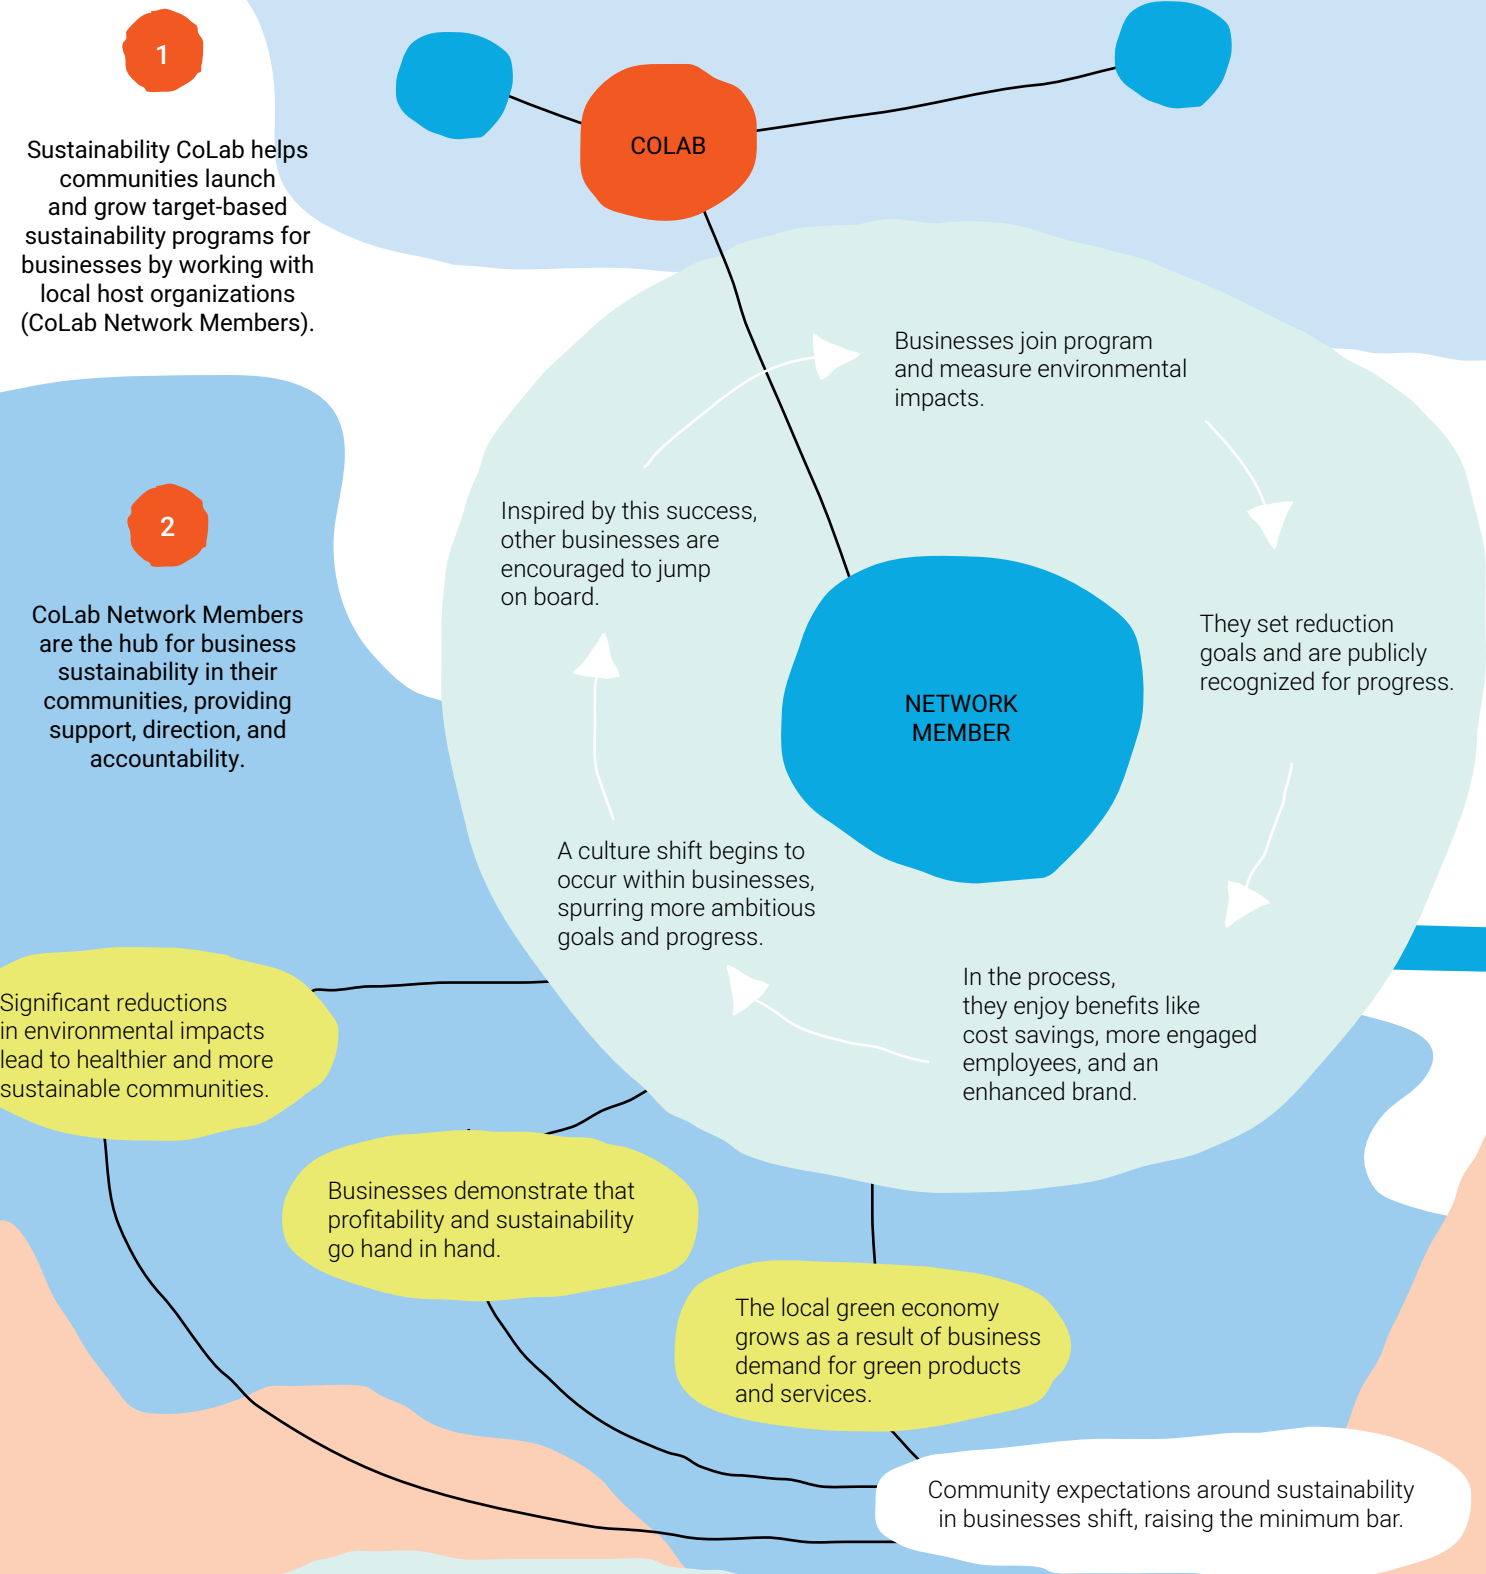 1
Sustainability CoLab helps
communities launch
and grow target-based
sustainability programs for
businesses by working with
local host organizations
(CoLab Network Members).
COLAB
Businesses join program
and measure environmental
impacts.
They set reduction
goals and are publicly
recognized for progress.
In the process,
they enjoy benefits like
cost savings, more engaged
employees, and an
enhanced brand.
A culture shift begins to
occur within businesses,
spurring more ambitious
goals and progress.
Inspired by this success,
other businesses are
encouraged to jump
on board.
NETWORK
MEMBER
2
CoLab Network Members
are the hub for business
sustainability in their
communities, providing
support, direction, and
accountability.
Significant reductions
in environmental impacts
lead to healthier and more
sustainable communities.
Businesses demonstrate that
profitability and sustainability
go hand in hand.
The local green economy
grows as a result of business
demand for green products
and services.
Community expectations around sustainability
in businesses shift, raising the minimum bar.